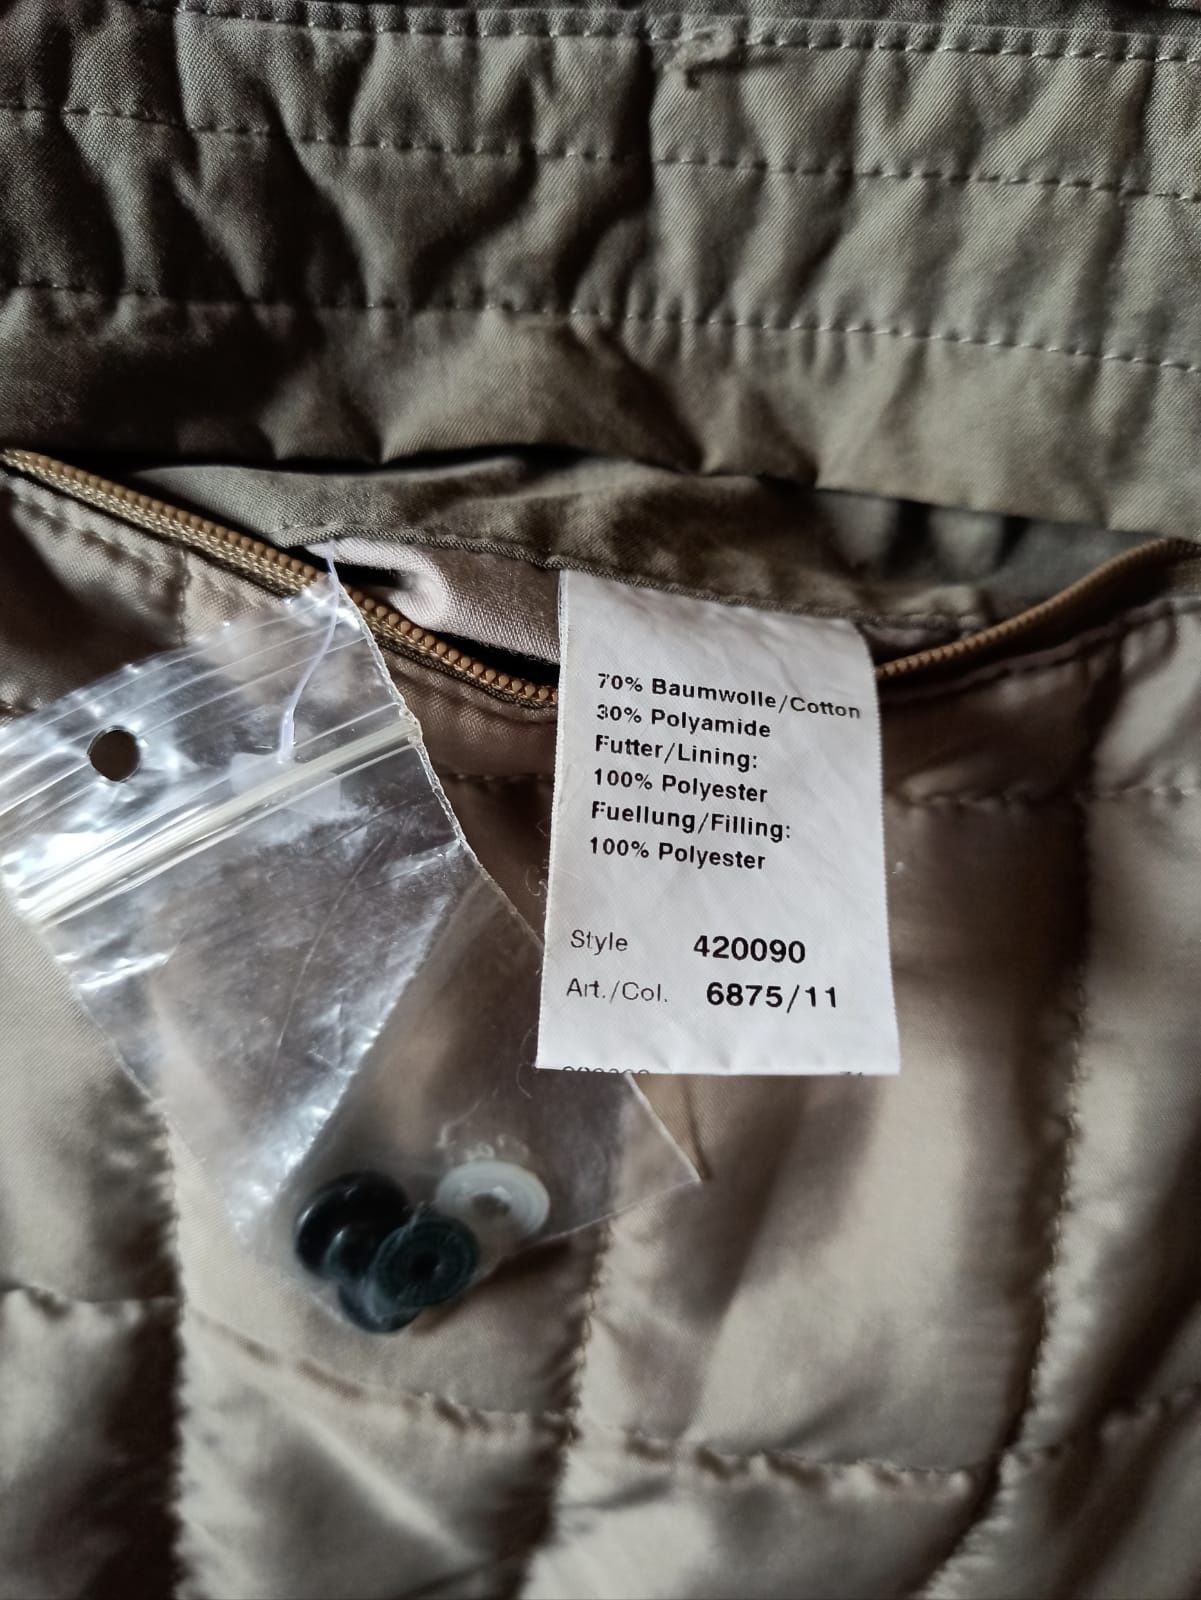 70% Baumwolle/Cotton
30% Polyamide
Futter/Lining:
100% Polyester
Fuellung/Filling:
100% Polyester
Style 420090
Art./Col. 6875/11